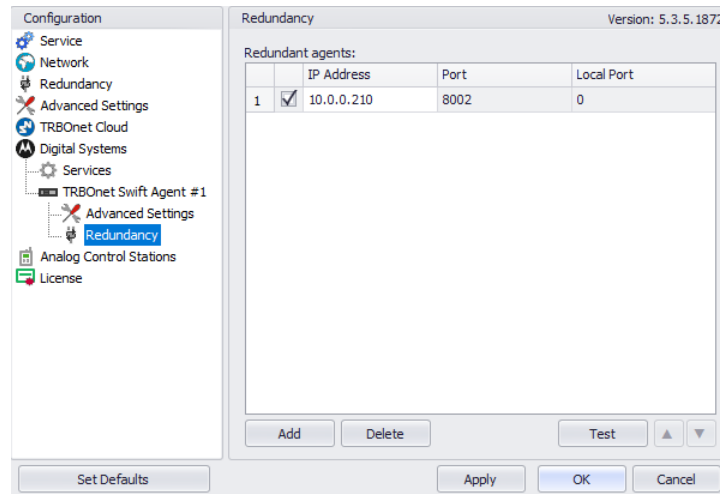 Configuration
Service
Network
Redundancy
Advanced Settings
TRBOnet Cloud
Digital Systems
Services
TRBOnet Swift Agent #1
Advanced Settings
Redundancy
Analog Control Stations
License
Redundancy Version: 5.3.5.1872
Redundant agents:
IP Address Port Local Port
1 10.0.0.210 8002 0
Add Delete Test
Set Defaults Apply OK Cancel